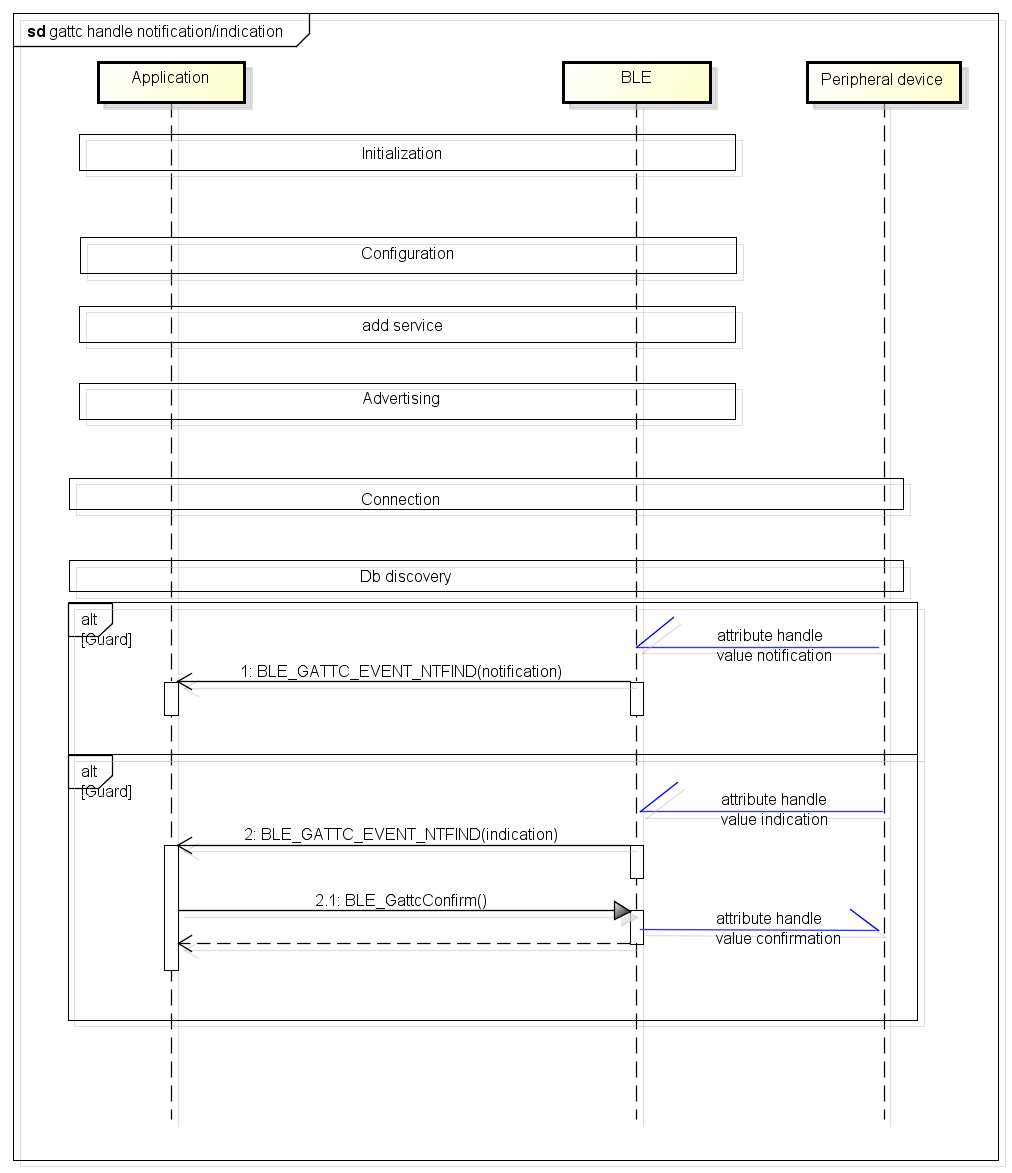 sd gattc handle notification/indication
Application
BLE
Peripheral device
Initialization
Configuration
add service
Advertising
Connection
Db discovery
alt
[Guard]
attribute handle
value notification
1: BLE_GATTC_EVENT_NTFIND(notification)
alt
[Guard]
attribute handle
value indication
2: BLE_GATTC_EVENT_NTFIND(indication)
2.1: BLE_GattcConfirm()
attribute handle
value confirmation